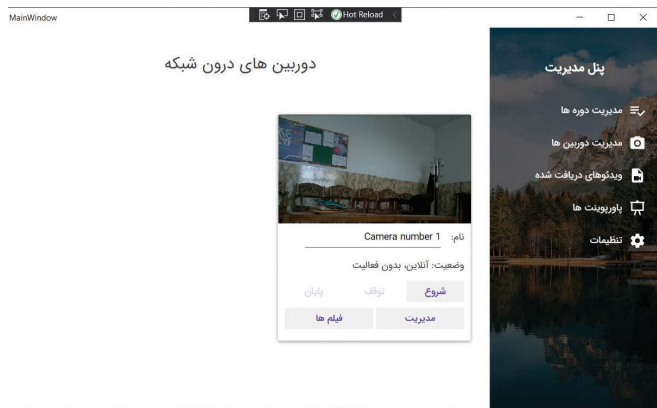 MainWindow
Hot Reload
دوربین های درون شبکه
نام: Camera number 1
وضعیت: آنلاین، بدون فعالیت
شروع توقف پایان
مدیریت فیلم ها
پنل مدیریت
مدیریت دوره ها
مدیریت دوربین ها
ویدئوهای دریافت شده
پاورپوینت ها
تنظیمات